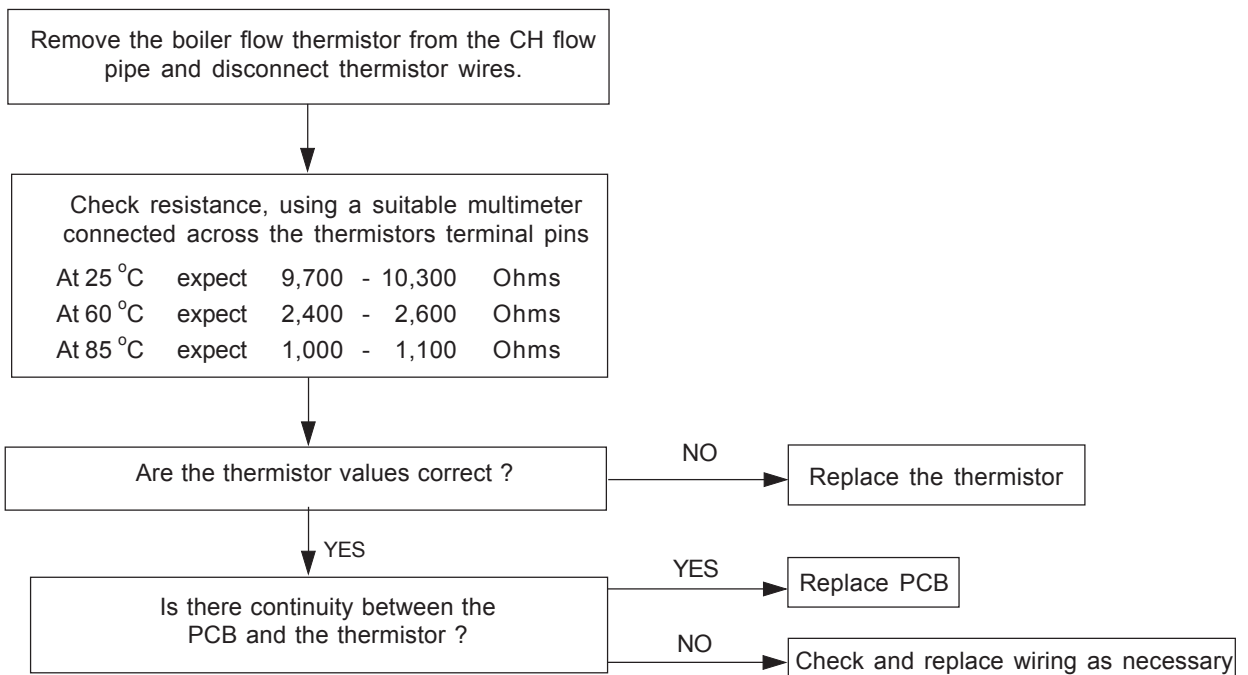 Remove the boiler flow thermistor from the CH flow
pipe and disconnect thermistor wires.
Check resistance, using a suitable multimeter
connected across the thermistors terminal pins
At 25 °C expect 9,700 - 10,300 Ohms
At 60 °C expect 2,400 - 2,600 Ohms
At 85 °C expect 1,000 - 1,100 Ohms
Are the thermistor values correct ?
NO
Replace the thermistor
YES
Is there continuity between the
PCB and the thermistor ?
YES
Replace PCB
NO
Check and replace wiring as necessary